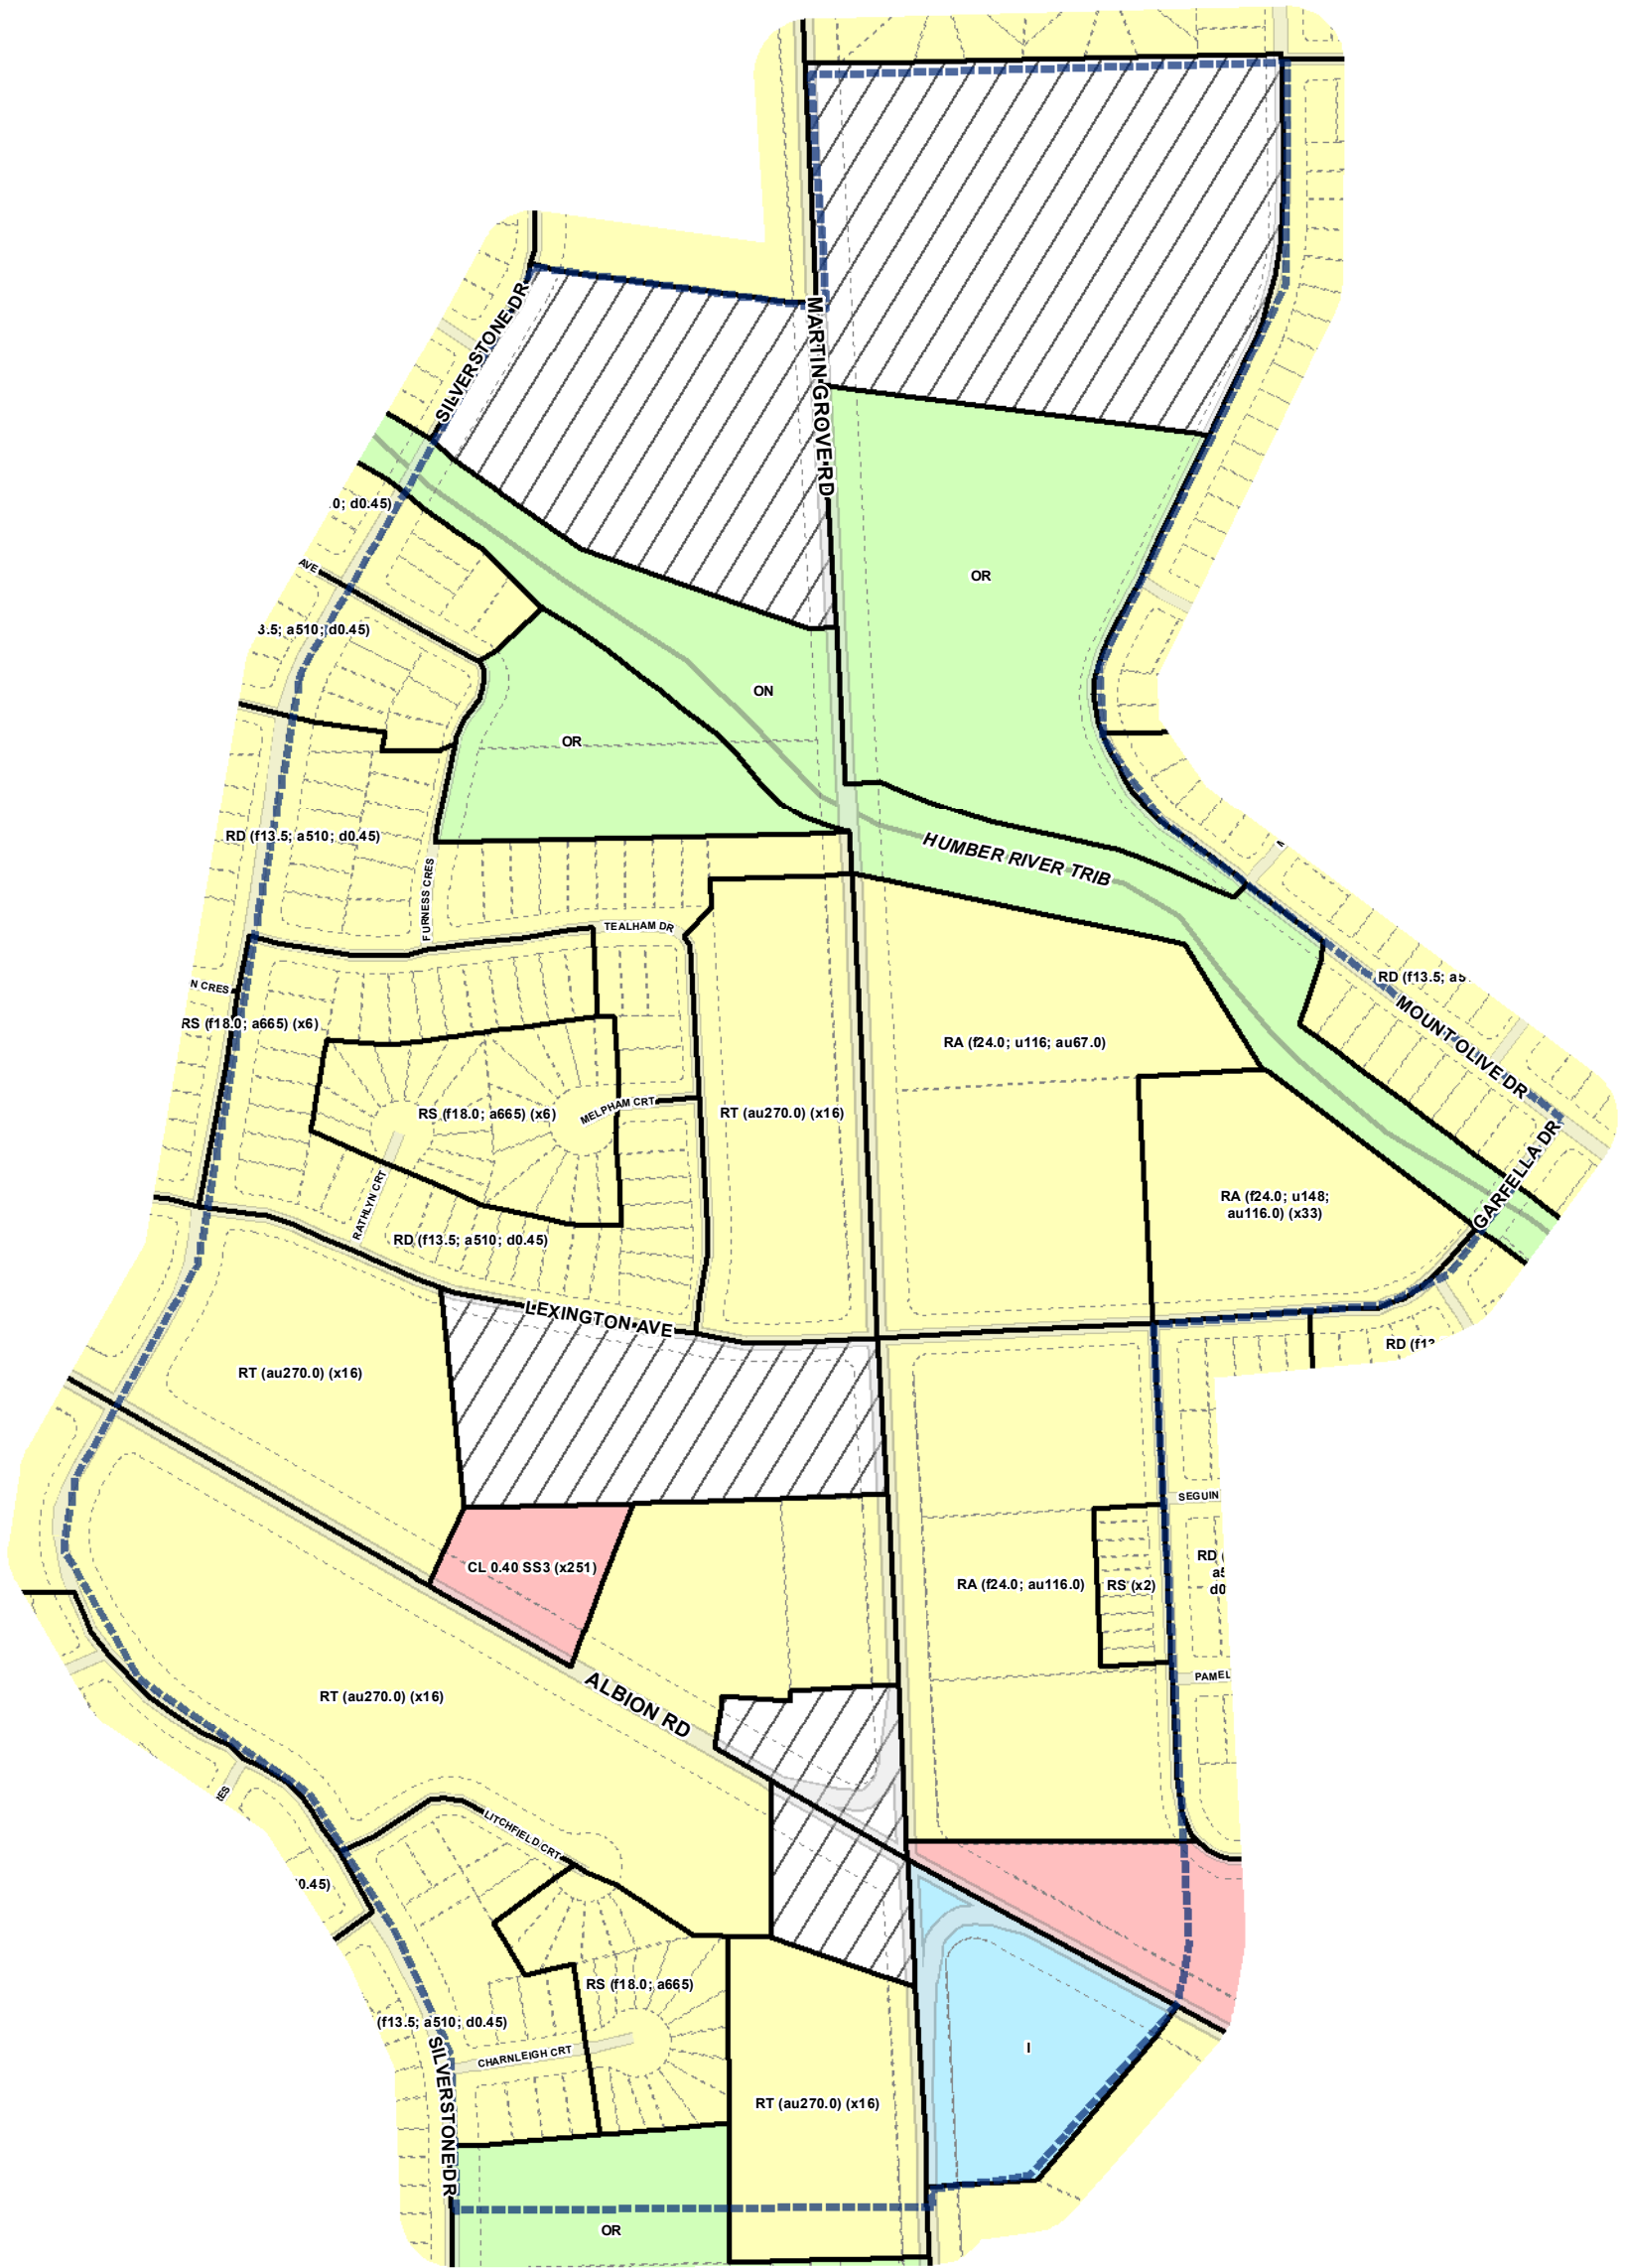 SILVERSTONE DR
MARTIN GROVE RD
0; d0.45)
AVE
OR
3.5; a510; d0.45)
ON
OR
RD (f13.5; a510; d0.45)
HUMBER RIVER TRIB
FURNESS CRES
TEALHAM DR
N CRES
RD (f13.5; a5
RS (f18.0; a665) (x6)
MOUNT OLIVE DR
RA (f24.0; u116; au67.0)
RS (f18.0; a665) (x6)
MELPHAM CRT
RT (au270.0) (x16)
RATHLYN CRT
RA (f24.0; u148;
au116.0) (x33)
GARFELLA DR
RD (f13.5; a510; d0.45)
LEXINGTON AVE
RD (f13
RT (au270.0) (x16)
SEGUIN
CL 0.40 SS3 (x251)
RA (f24.0; au116.0)
RS (x2)
RD (
a5
d0
PAMEL
RT (au270.0) (x16)
ALBION RD
RES
LITCHFIELD CRT
0.45)
RS (f18.0; a665)
(f13.5; a510; d0.45)
CHARNLEIGH CRT
SILVERSTONE DR
I
RT (au270.0) (x16)
OR